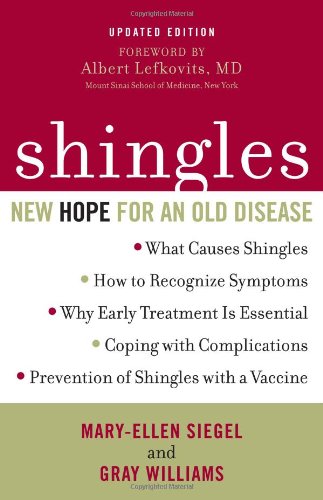 UPDATED EDITION
FOREWORD BY
Albert Lefkovits, MD
Mount Sinai School of Medicine, New York
shingles
NEW HOPE FOR AN OLD DISEASE
• What Causes Shingles
• How to Recognize Symptoms
• Why Early Treatment Is Essential
• Coping with Complications
• Prevention of Shingles with a Vaccine
MARY-ELLEN SIEGEL
and
GRAY WILLIAMS